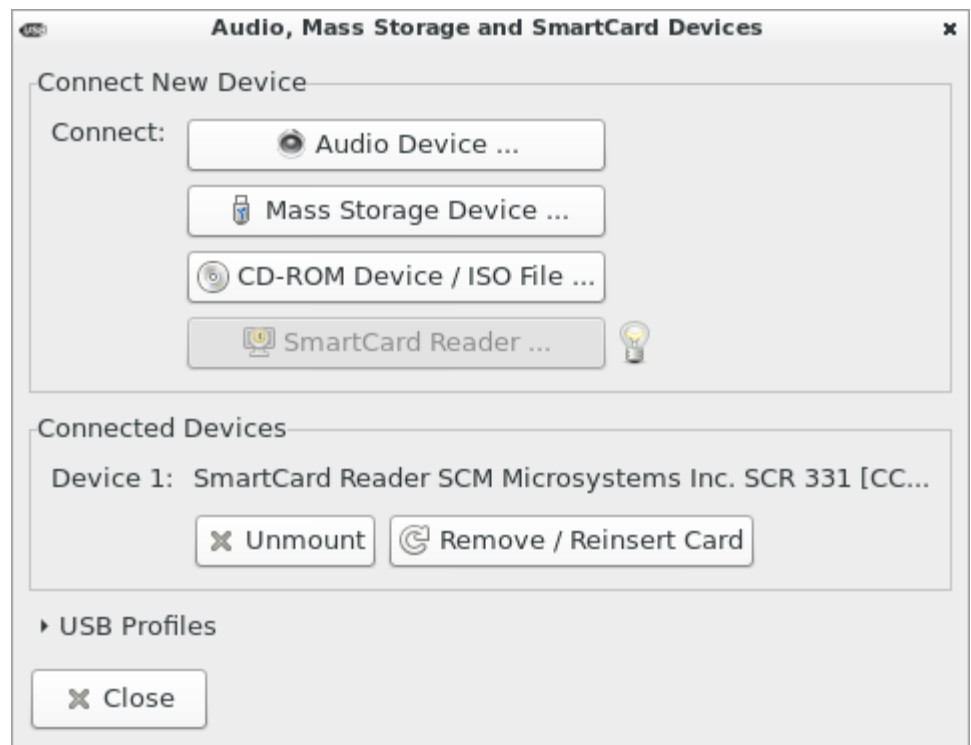 Audio, Mass Storage and SmartCard Devices
Connect New Device
Connect:
Audio Device ...
Mass Storage Device ...
CD-ROM Device / ISO File ...
SmartCard Reader ...
Connected Devices
Device 1: SmartCard Reader SCM Microsystems Inc. SCR 331 [CC...
Unmount Remove / Reinsert Card
USB Profiles
Close